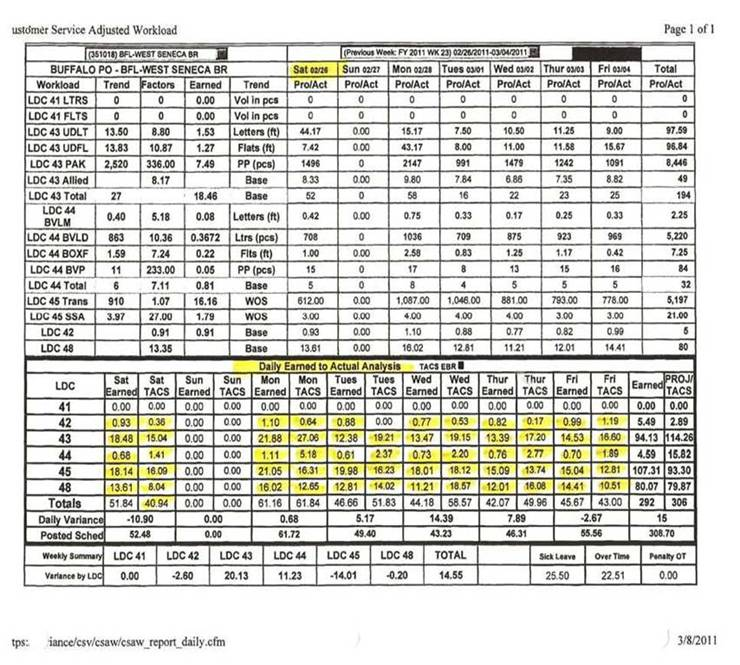 ustomer Service Adjusted Workload Page 1 of 1
(351018) BFL-WEST SENECA BR (Previous Week: FY 2011 WK 23) 02/26/2011-03/04/2011
BUFFALO PO - BFL-WEST SENECA BR Sat 02/26 Sun 02/27 Mon 02/28 Tues 03/01 Wed 03/02 Thur 03/03 Fri 03/04 Total
Workload Trend Factors Earned Trend Pro/Act Pro/Act Pro/Act Pro/Act Pro/Act Pro/Act Pro/Act Pro/Act
LDC 41 LTRS 0 0 0.00 Vol in pcs 0 0 0 0 0 0 0 0
LDC 41 FLTS 0 0 0.00 Vol in pcs 0 0 0 0 0 0 0 0
LDC 43 UDLT 13.50 8.80 1.53 Letters (ft) 44.17 0.00 15.17 7.50 10.50 11.25 9.00 97.59
LDC 43 UDFL 13.83 10.87 1.27 Flats (ft) 7.42 0.00 43.17 8.00 11.00 11.58 15.67 96.84
LDC 43 PAK 2,520 336.00 7.49 PP (pcs) 1496 0 2147 991 1479 1242 1091 8,446
LDC 43 Allied 8.17 Base 8.33 0.00 9.80 7.84 6.86 7.35 8.82 49
LDC 43 Total 27 18.46 Base 52 0 58 16 22 23 25 194
LDC 44
BVLM 0.40 5.18 0.08 Letters (ft) 0.42 0.00 0.75 0.33 0.17 0.25 0.33 2.25
LDC 44 BVLD 863 10.36 0.3672 Ltrs (pcs) 708 0 1036 709 875 923 969 5,220
LDC 44 BOXF 1.59 7.24 0.22 Flts (ft) 1.00 0.00 2.58 0.83 1.25 1.17 0.42 7.25
LDC 44 BVP 11 233.00 0.05 PP (pcs) 15 0 17 8 13 15 16 84
LDC 44 Total 6 7.11 0.81 Base 5 0 8 4 5 5 5 32
LDC 45 Trans 910 1.07 16.16 WOS 612.00 0.00 1,087.00 1,046.00 881.00 793.00 778.00 5,197
LDC 45 SSA 3.97 27.00 1.79 WOS 3.00 0.00 4.00 4.00 4.00 3.00 3.00 21.00
LDC 42 0.91 0.91 Base 0.93 0.00 1.10 0.88 0.77 0.82 0.99 5
LDC 48 13.35 Base 13.61 0.00 16.02 12.81 11.21 12.01 14.41 80
Daily Earned to Actual Analysis TACS EBR
LDC Sat Earned Sat TACS Sun Earned Sun TACS Mon Earned Mon TACS Tues Earned Tues TACS Wed Earned Wed TACS Thur Earned Thur TACS Fri Earned Fri TACS Earned PROJ/ TACS
41 0.00 0.00 0.00 0.00 0.00 0.00 0.00 0.00 0.00 0.00 0.00 0.00 0.00 0.00 0.00 0.00
42 0.93 0.36 0.00 0.00 1.10 0.64 0.88 0.00 0.77 0.53 0.82 0.17 0.99 1.19 5.49 2.89
43 18.48 15.04 0.00 0.00 21.88 27.06 12.38 19.21 13.47 19.15 13.39 17.20 14.53 16.60 94.13 114.26
44 0.68 1.41 0.00 0.00 1.11 5.18 0.61 2.37 0.73 2.20 0.76 2.77 0.70 1.89 4.59 15.82
45 18.14 16.09 0.00 0.00 21.05 16.31 19.98 16.23 18.01 18.12 15.09 13.74 15.04 12.81 107.31 93.30
48 13.61 8.04 0.00 0.00 16.02 12.65 12.81 14.02 11.21 18.57 12.01 16.08 14.41 10.51 80.07 79.87
Totals 51.84 40.94 0.00 0.00 61.16 61.84 46.66 51.83 44.18 58.57 42.07 49.96 45.67 43.00 292 306
Daily Variance -10.90 0.00 0.68 5.17 14.39 7.89 -2.67 15
Posted Sched 52.48 0.00 61.72 49.40 43.23 46.31 55.56 308.70
Weekly Summary LDC 41 LDC 42 LDC 43 LDC 44 LDC 45 LDC 48 TOTAL Sick Leave Over Time Penalty OT
Variance by LDC 0.00 -2.60 20.13 11.23 -14.01 -0.20 14.55 25.50 22.51 0.00
tps: iance/csv/csaw/csaw_report_daily.cfm 3/8/2011